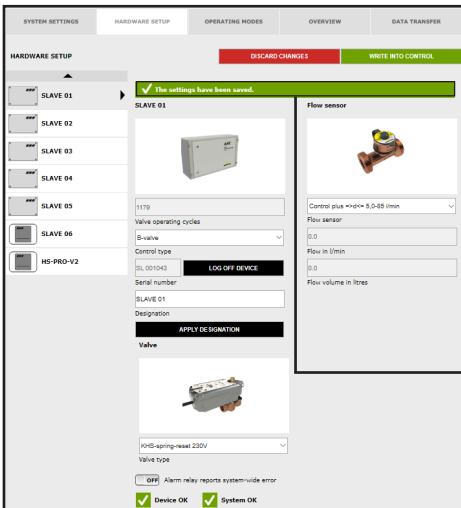 SYSTEM SETTINGS
HARDWARE SETUP
OPERATING MODES
OVERVIEW
DATA TRANSFER
HARDWARE SETUP
DISCARD CHANGES
WRITE INTO CONTROL
The settings have been saved.
SLAVE 01
SLAVE 02
SLAVE 03
SLAVE 04
SLAVE 05
SLAVE 06
HS-PRO-V2
SLAVE 01
1179
Valve operating cycles
B-valve
Control type
SL 001043
LOG OFF DEVICE
Serial number
SLAVE 01
Designation
APPLY DESIGNATION
Valve
KHS-spring-reset 230V
Valve type
OFF Alarm relay reports system-wide error
Device OK
System OK
Flow sensor
Control plus =>d<= 5,0-85 l/min
Flow sensor
0.0
Flow in l/min
0.0
Flow volume in litres